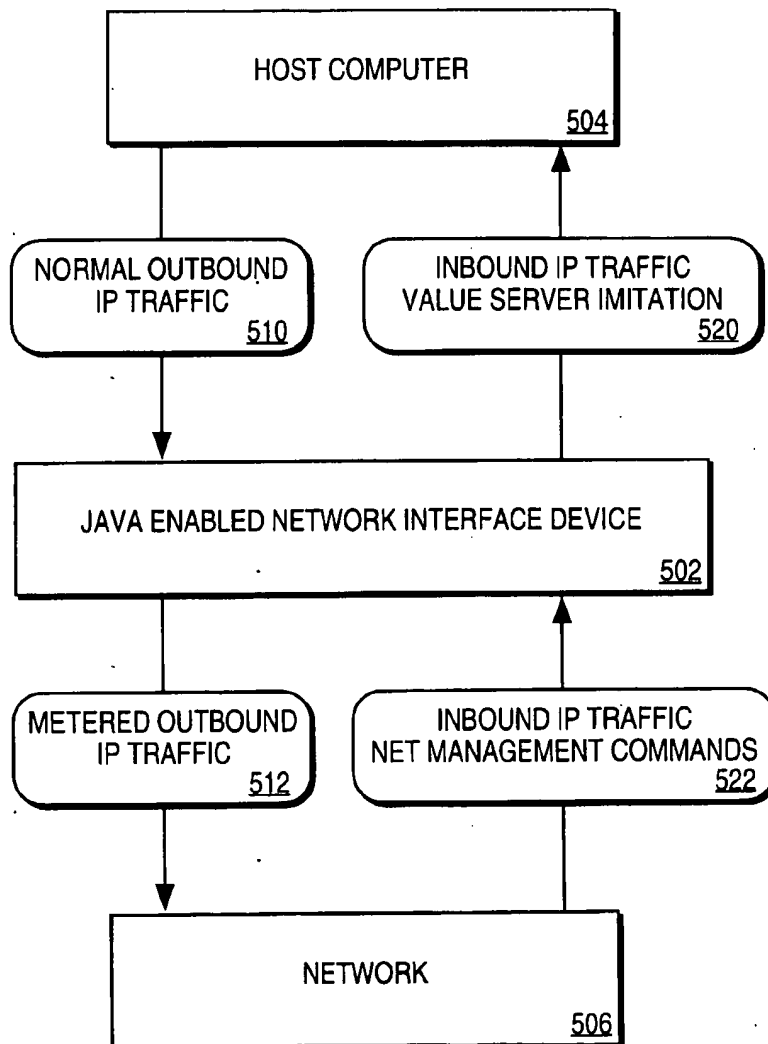 HOST COMPUTER
504
NORMAL OUTBOUND
IP TRAFFIC
510
INBOUND IP TRAFFIC
VALUE SERVER IMITATION
520
JAVA ENABLED NETWORK INTERFACE DEVICE
502
METERED OUTBOUND
IP TRAFFIC
512
INBOUND IP TRAFFIC
NET MANAGEMENT COMMANDS
522
NETWORK
506